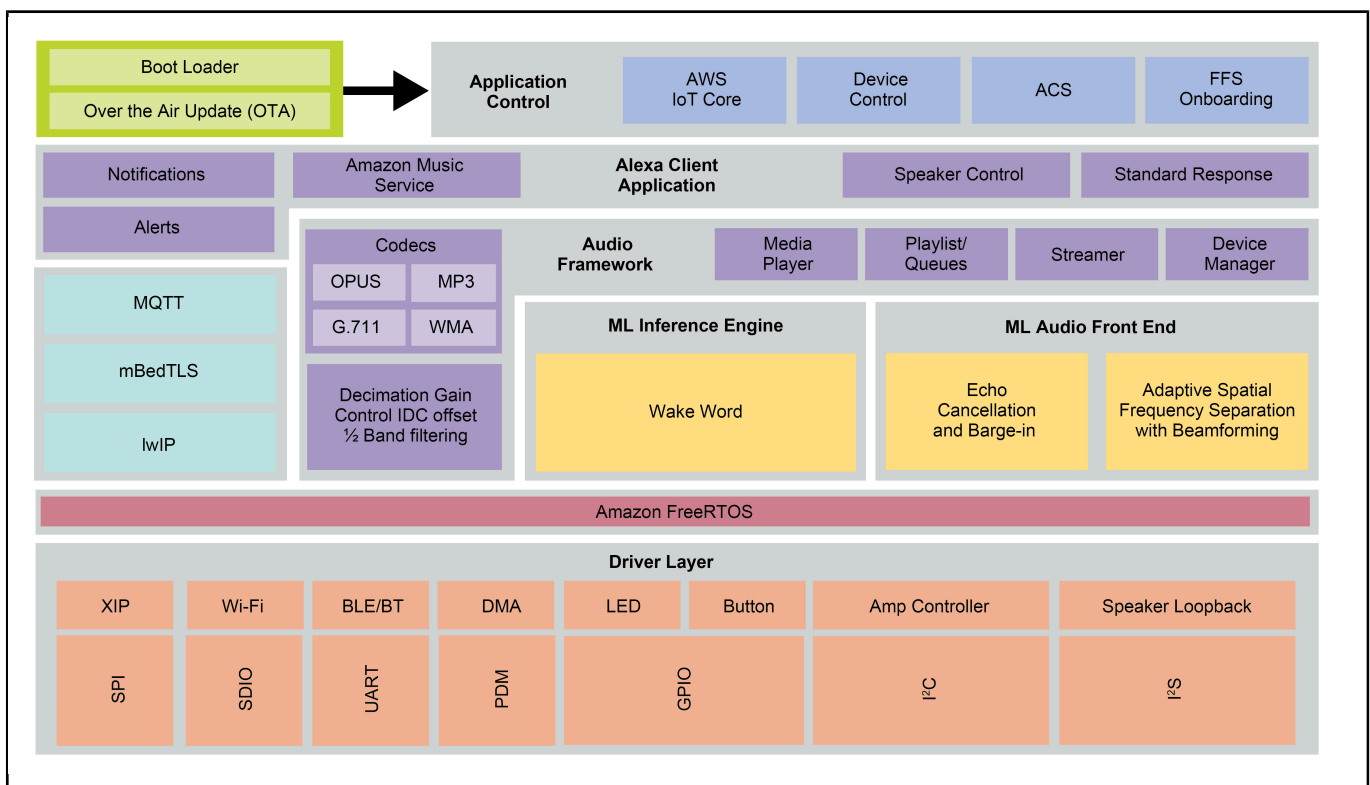 Boot Loader
Over the Air Update (OTA)
Application
Control
AWS
IoT Core
Device
Control
ACS
FFS
Onboarding
Notifications
Alerts
Amazon Music
Service
Alexa Client
Application
Speaker Control
Standard Response
Codecs
OPUS
MP3
G.711
WMA
Audio
Framework
Media
Player
Playlist/
Queues
Streamer
Device
Manager
MQTT
mBedTLS
lwIP
Decimation Gain
Control IDC offset
½ Band filtering
ML Inference Engine
Wake Word
ML Audio Front End
Echo
Cancellation
and Barge-in
Adaptive Spatial
Frequency Separation
with Beamforming
Amazon FreeRTOS
Driver Layer
XIP
Wi-Fi
BLE/BT
DMA
LED
Button
Amp Controller
Speaker Loopback
SPI
SDIO
UART
PDM
GPIO
I²C
I²S